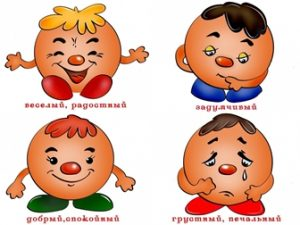 веселый, радостный
задумчивый
добрый,спокойный
грустный, печальный